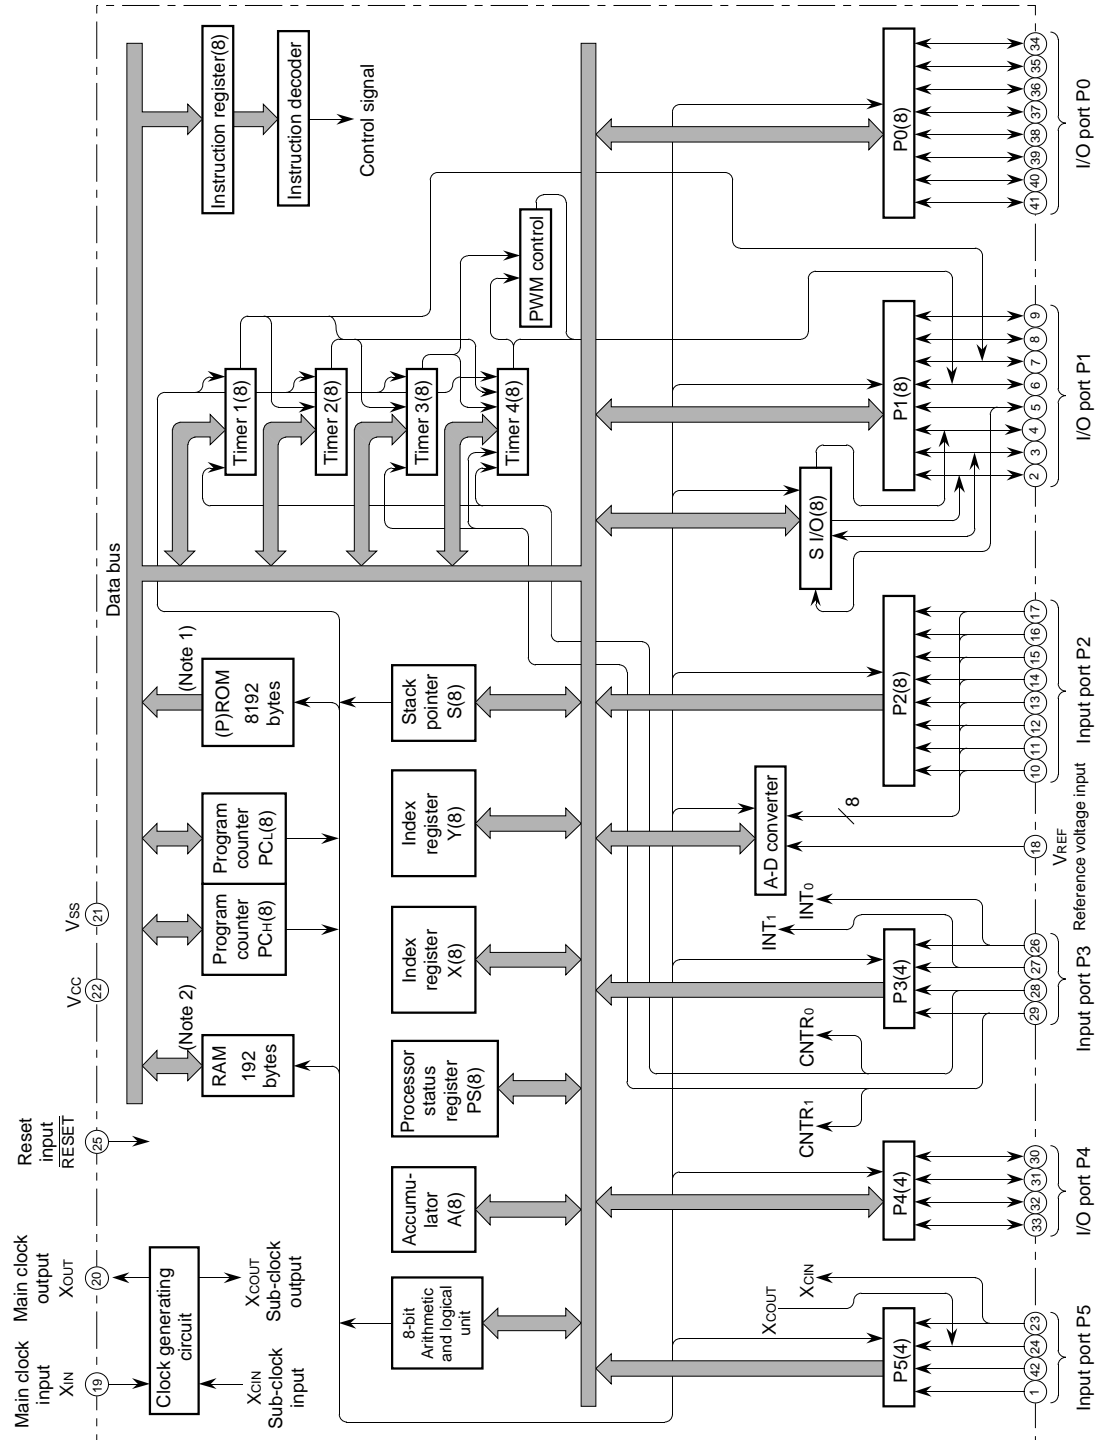 Main clock
input
XIN
19
Main clock
output
XOUT
20
Reset
input
RESET
25
VCC
22
VSS
21
Clock generating
circuit
XCIN
Sub-clock
input
XCOUT
Sub-clock
output
Data bus
(Note 2)
RAM
192
bytes
Program
counter
PCH(8)
Program
counter
PCL(8)
(Note 1)
(P)ROM
8192
bytes
Instruction register(8)
Instruction decoder
Control signal
Timer 1(8)
Timer 2(8)
Timer 3(8)
Timer 4(8)
PWM control
8-bit
Arithmetic
and logical
unit
Accumu-
lator
A(8)
Processor
status
register
PS(8)
Index
register
X(8)
Index
register
Y(8)
Stack
pointer
S(8)
XCOUT
XCIN
CNTR1
CNTR0
INT1
INT0
A-D converter
8
S I/O(8)
P5(4)
P4(4)
P3(4)
P2(8)
P1(8)
P0(8)
1
42
24
23
33
32
31
30
29
28
27
26
18
10
11
12
13
14
15
16
17
2
3
4
5
6
7
8
9
41
40
39
38
37
36
35
34
Input port P5
I/O port P4
Input port P3
VREF
Reference voltage input
Input port P2
I/O port P1
I/O port P0